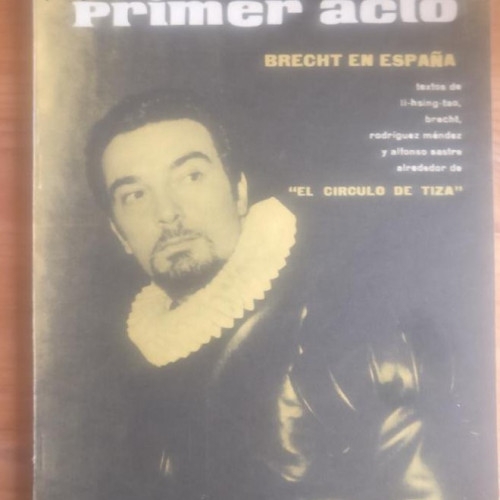 primer acto
BRECHT EN ESPAÑA
textos de
li-hsing-tao,
brecht,
rodríguez méndez
y alfonso sastre
alrededor de
"EL CIRCULO DE TIZA"